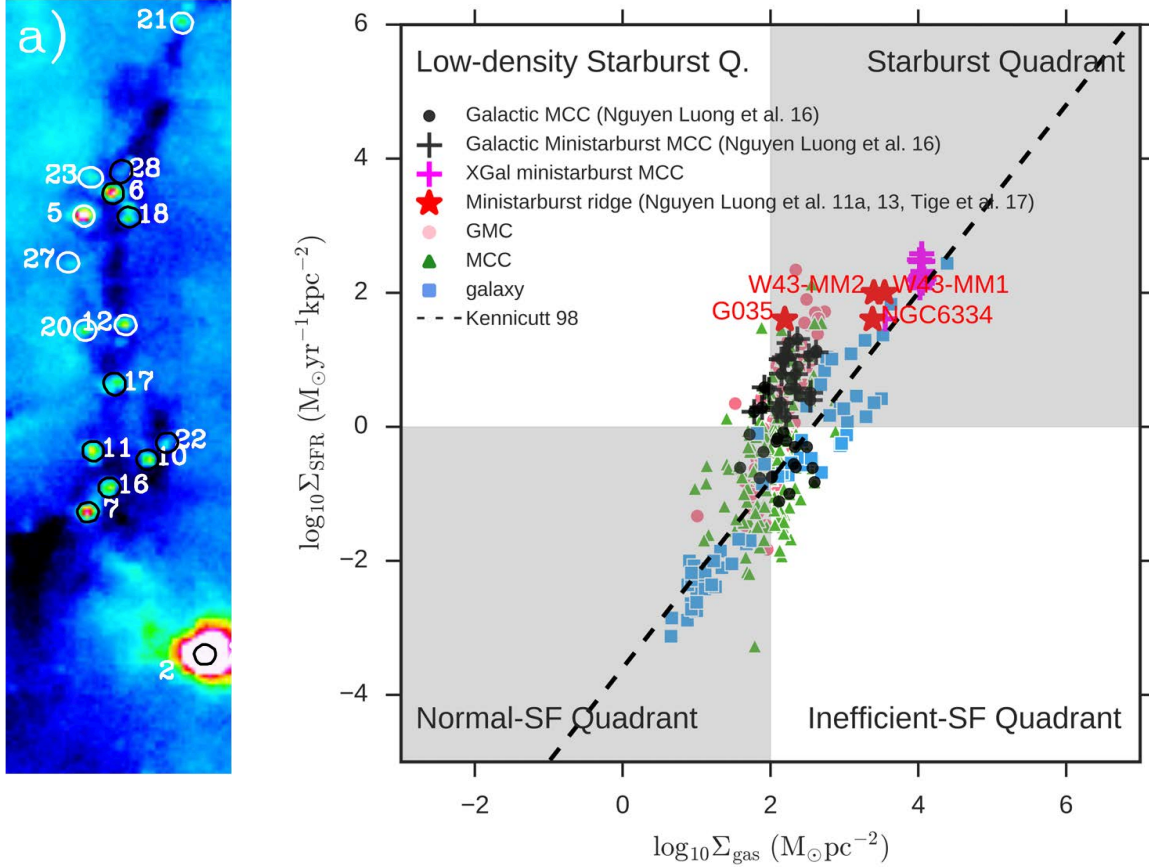 a)
21
28
23
6
5
18
27
12
20
17
22
11
10
16
7
2
Low-density Starburst Q.
Starburst Quadrant
Galactic MCC (Nguyen Luong et al. 16)
Galactic Ministarburst MCC (Nguyen Luong et al. 16)
XGal ministarburst MCC
Ministarburst ridge (Nguyen Luong et al. 11a, 13, Tige et al. 17)
GMC
MCC
galaxy
Kennicutt 98
W43-MM2
W43-MM1
G035
NGC6334
Normal-SF Quadrant
Inefficient-SF Quadrant
6
4
2
0
−2
−4
−2
0
2
4
6
log₁₀Σ_SFR (M⊙yr⁻¹kpc⁻²)
log₁₀Σ_gas (M⊙pc⁻²)